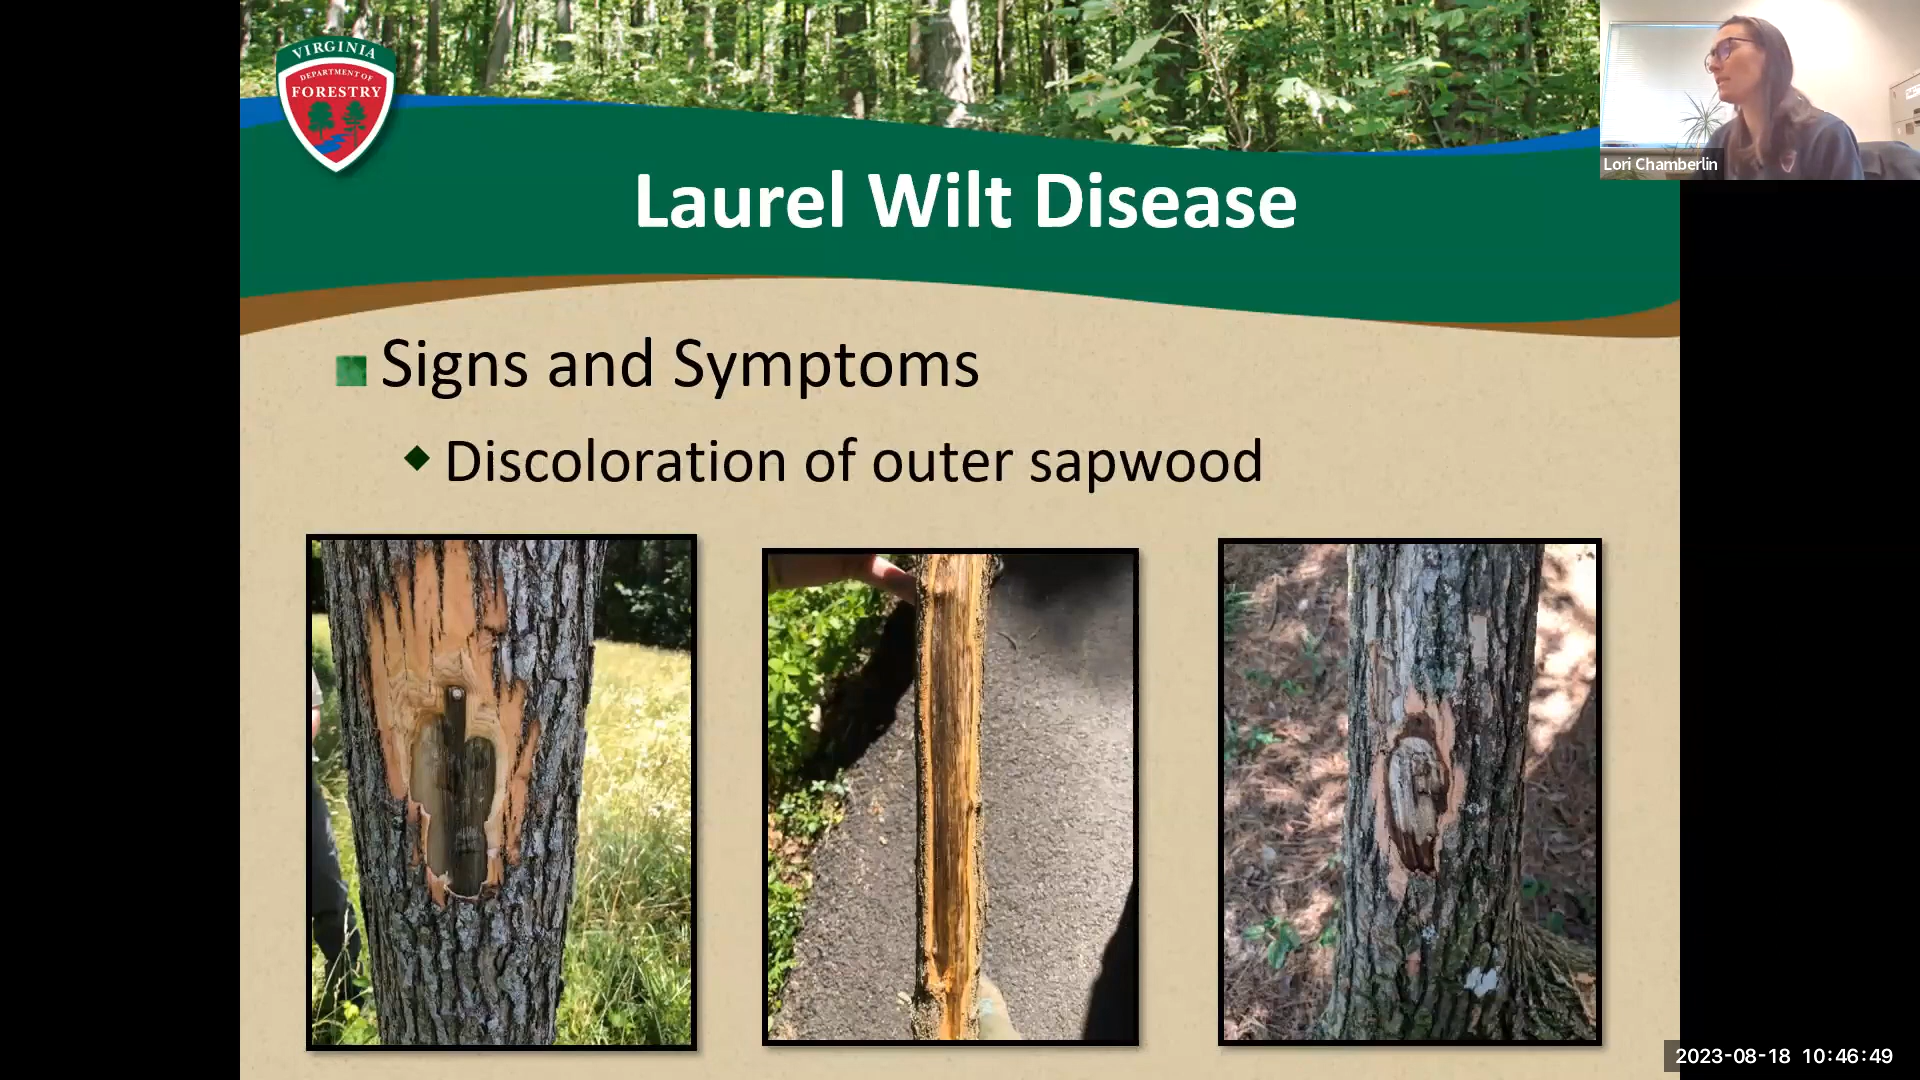 VIRGINIA
DEPARTMENT OF
FORESTRY
Lori Chamberlin
Laurel Wilt Disease
Signs and Symptoms
Discoloration of outer sapwood
2023-08-18 10:46:49